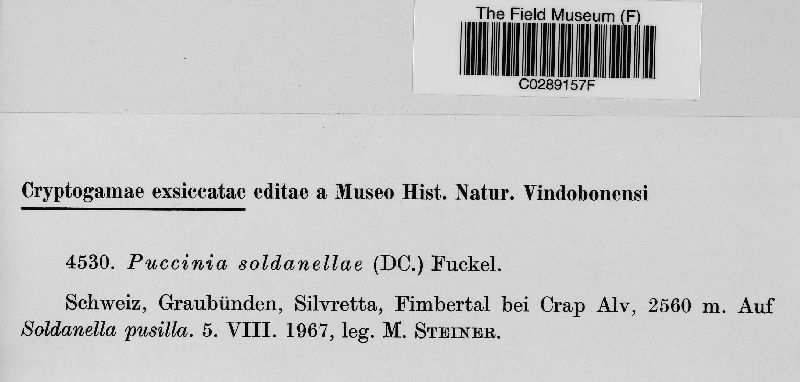 The Field Museum (F)
C0289157F
Cryptogamae exsiccatae editae a Museo Hist. Natur. Vindobonensi
4530. Puccinia soldanellae (DC.) Fuckel.
Schweiz, Graubünden, Silvretta, Fimbertal bei Crap Alv, 2560 m. Auf
Soldanella pusilla. 5. VIII. 1967, leg. M. STEINER.